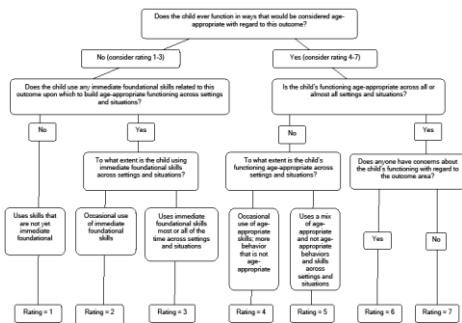 Does the child ever function in ways that would be considered age-
appropriate with regard to this outcome?
No (consider rating 1-3)
Yes (consider rating 4-7)
Does the child use any immediate foundational skills related to this
outcome upon which to build age-appropriate functioning across settings
and situations?
Is the child's functioning age-appropriate across all or
almost all settings and situations?
No
Yes
No
Yes
To what extent is the child using
immediate foundational skills
across settings and situations?
To what extent is the child's
functioning age-appropriate across
settings and situations?
Does anyone have concerns about
the child's functioning with regard to
the outcome area?
Uses skills that
are not yet
immediate
foundational
Occasional use
of immediate
foundational
skills
Uses immediate
foundational skills
most or all of the
time across settings
and situations
Occasional
use of age-
appropriate
skills; more
behavior
that is not
age-
appropriate
Uses a mix
of age-
appropriate
and not age-
appropriate
behaviors
and skills
across
settings and
situations
Yes
No
Rating = 1
Rating = 2
Rating = 3
Rating = 4
Rating = 5
Rating = 6
Rating = 7